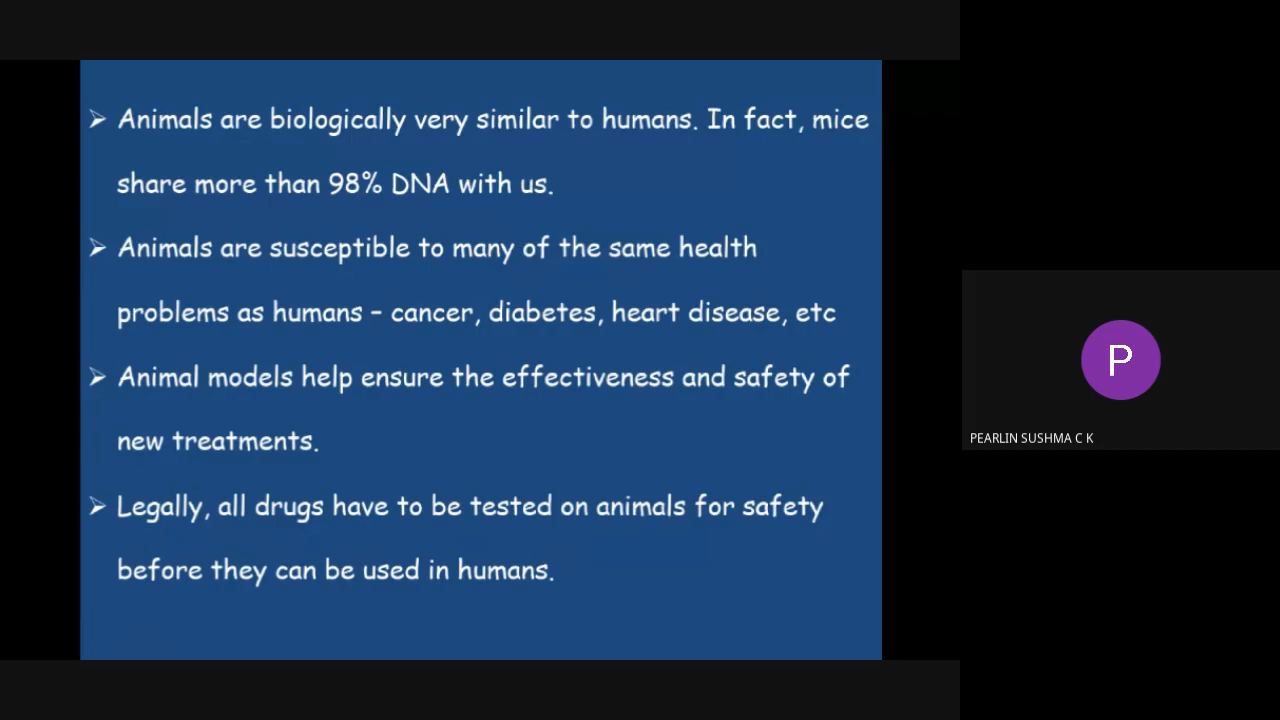 ➢ Animals are biologically very similar to humans. In fact, mice
share more than 98% DNA with us.
➢ Animals are susceptible to many of the same health
problems as humans – cancer, diabetes, heart disease, etc
➢ Animal models help ensure the effectiveness and safety of
new treatments.
➢ Legally, all drugs have to be tested on animals for safety
before they can be used in humans.
P
PEARLIN SUSHMA C K